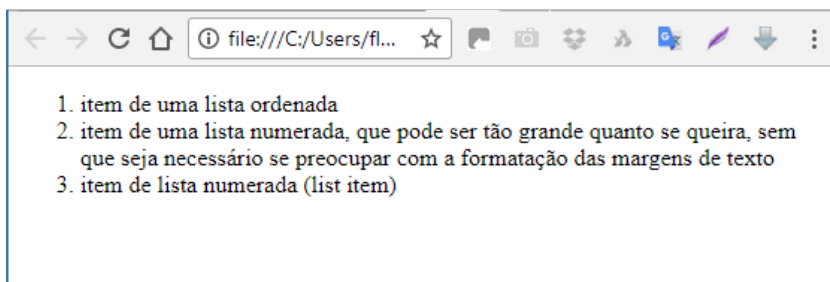 file:///C:/Users/fl...
1. item de uma lista ordenada
2. item de uma lista numerada, que pode ser tão grande quanto se queira, sem
que seja necessário se preocupar com a formatação das margens de texto
3. item de lista numerada (list item)